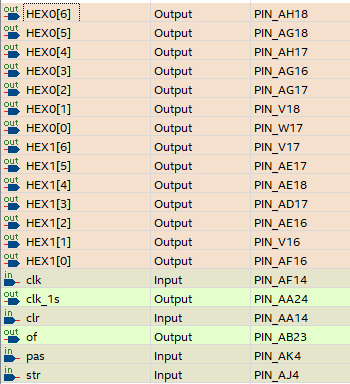 out HEX0[6] Output PIN_AH18
out HEX0[5] Output PIN_AG18
out HEX0[4] Output PIN_AH17
out HEX0[3] Output PIN_AG16
out HEX0[2] Output PIN_AG17
out HEX0[1] Output PIN_V18
out HEX0[0] Output PIN_W17
out HEX1[6] Output PIN_V17
out HEX1[5] Output PIN_AE17
out HEX1[4] Output PIN_AE18
out HEX1[3] Output PIN_AD17
out HEX1[2] Output PIN_AE16
out HEX1[1] Output PIN_V16
out HEX1[0] Output PIN_AF16
in clk Input PIN_AF14
out clk_1s Output PIN_AA24
in clr Input PIN_AA14
out of Output PIN_AB23
in pas Input PIN_AK4
in str Input PIN_AJ4